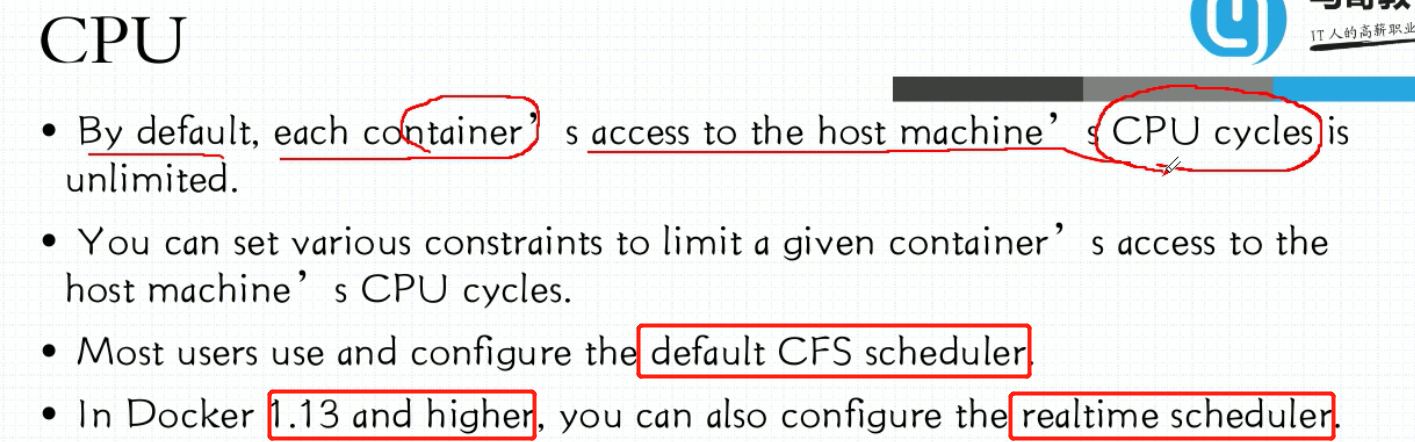 CPU
IT人的高薪职业
• By default, each container’s access to the host machine’s CPU cycles is
unlimited.
• You can set various constraints to limit a given container’s access to the
host machine’s CPU cycles.
• Most users use and configure the default CFS scheduler.
• In Docker 1.13 and higher, you can also configure the realtime scheduler.